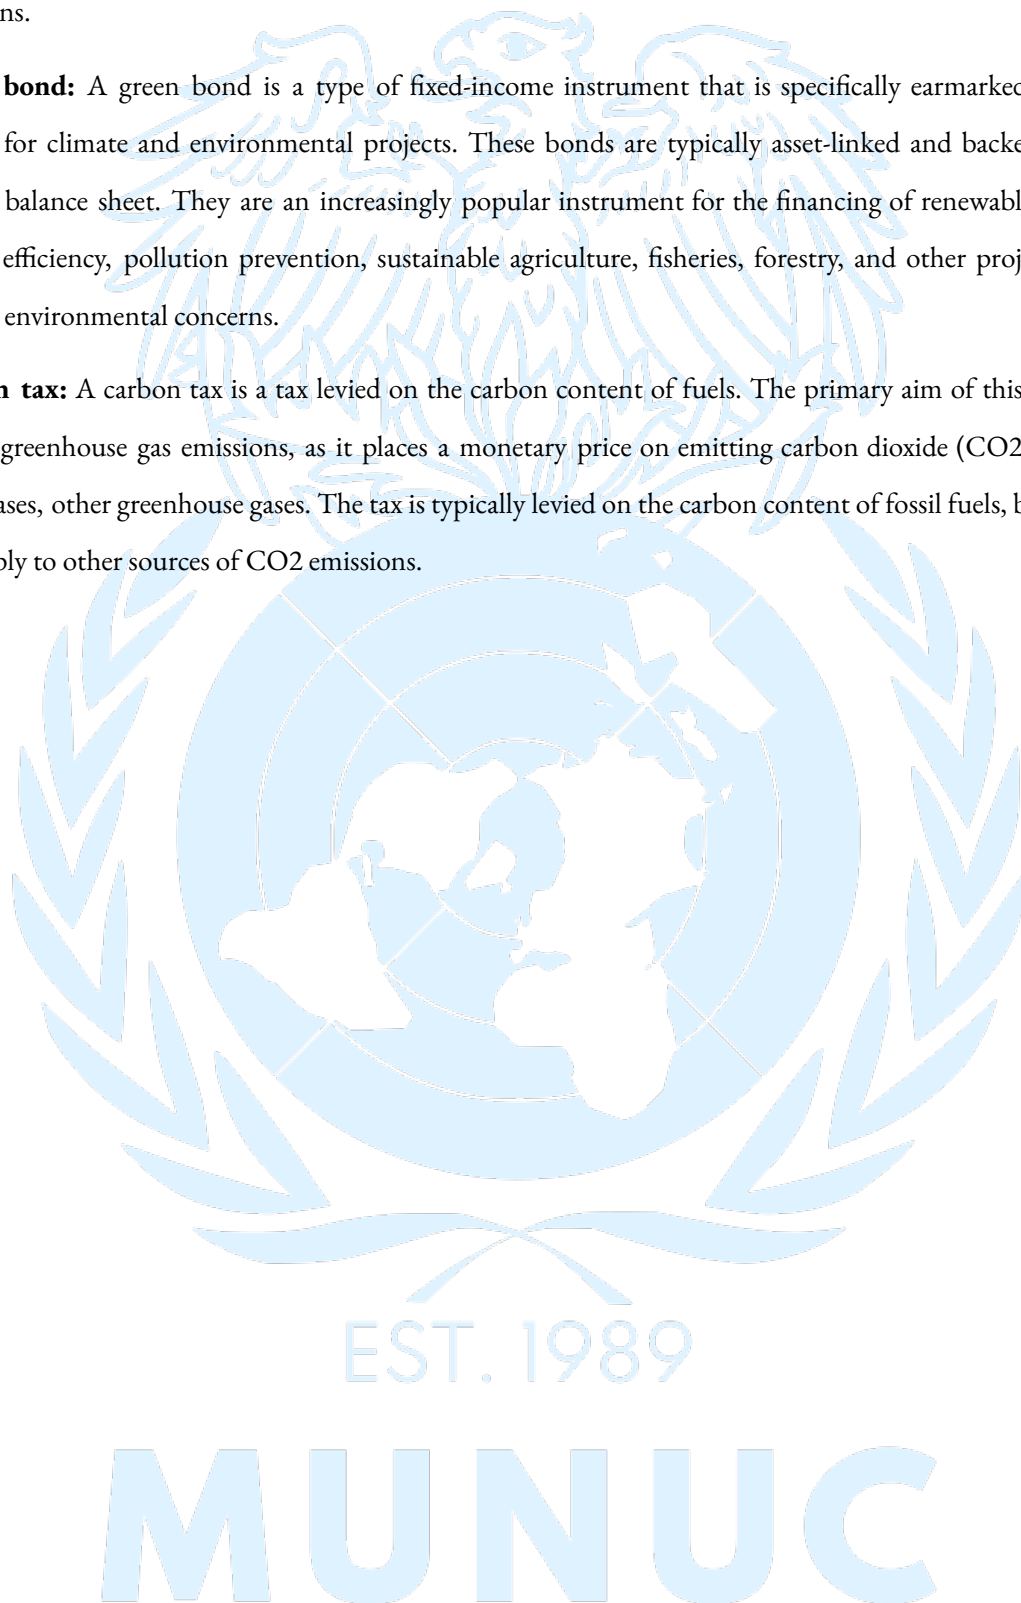 ns.
bond: A green bond is a type of fixed-income instrument that is specifically earmarked
for climate and environmental projects. These bonds are typically asset-linked and backe
balance sheet. They are an increasingly popular instrument for the financing of renewabl
efficiency, pollution prevention, sustainable agriculture, fisheries, forestry, and other proj
environmental concerns.
n tax: A carbon tax is a tax levied on the carbon content of fuels. The primary aim of this
greenhouse gas emissions, as it places a monetary price on emitting carbon dioxide (CO2
ases, other greenhouse gases. The tax is typically levied on the carbon content of fossil fuels, b
ply to other sources of CO2 emissions.
EST. 1989
MUNUC